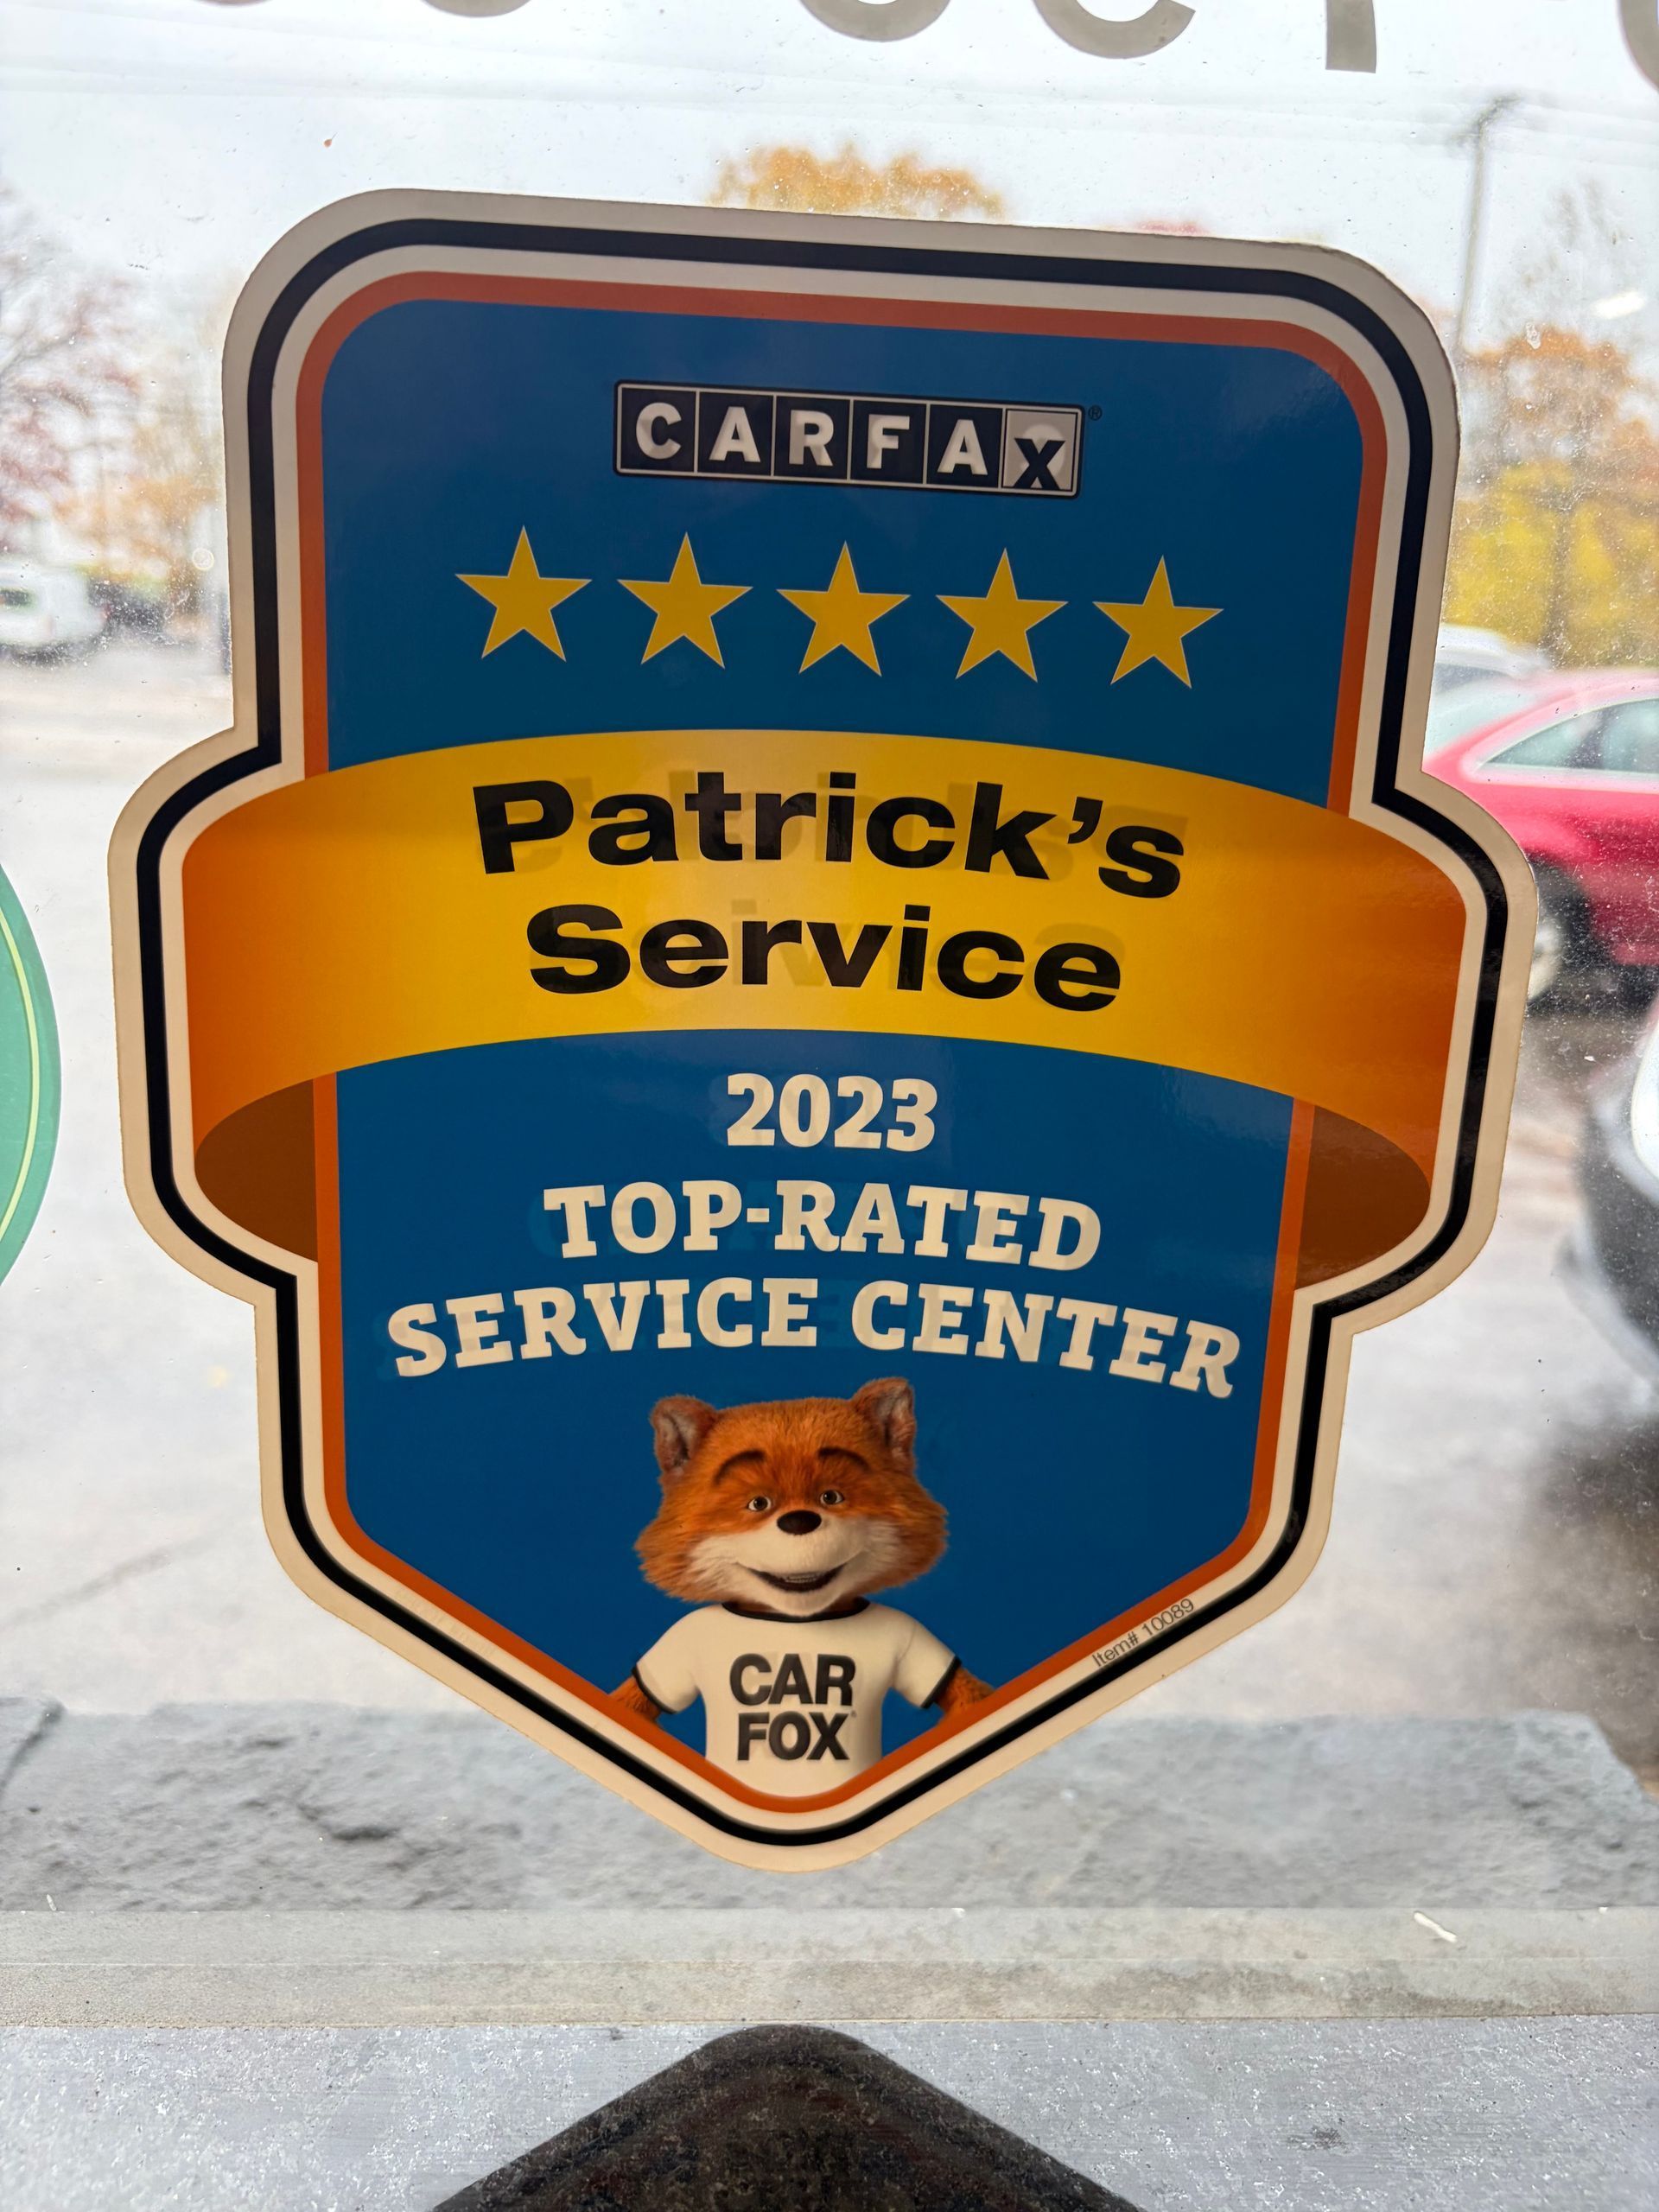 CARFAX®
Patrick's
Service
2023
TOP-RATED
SERVICE CENTER
CAR
FOX
Item# 10089